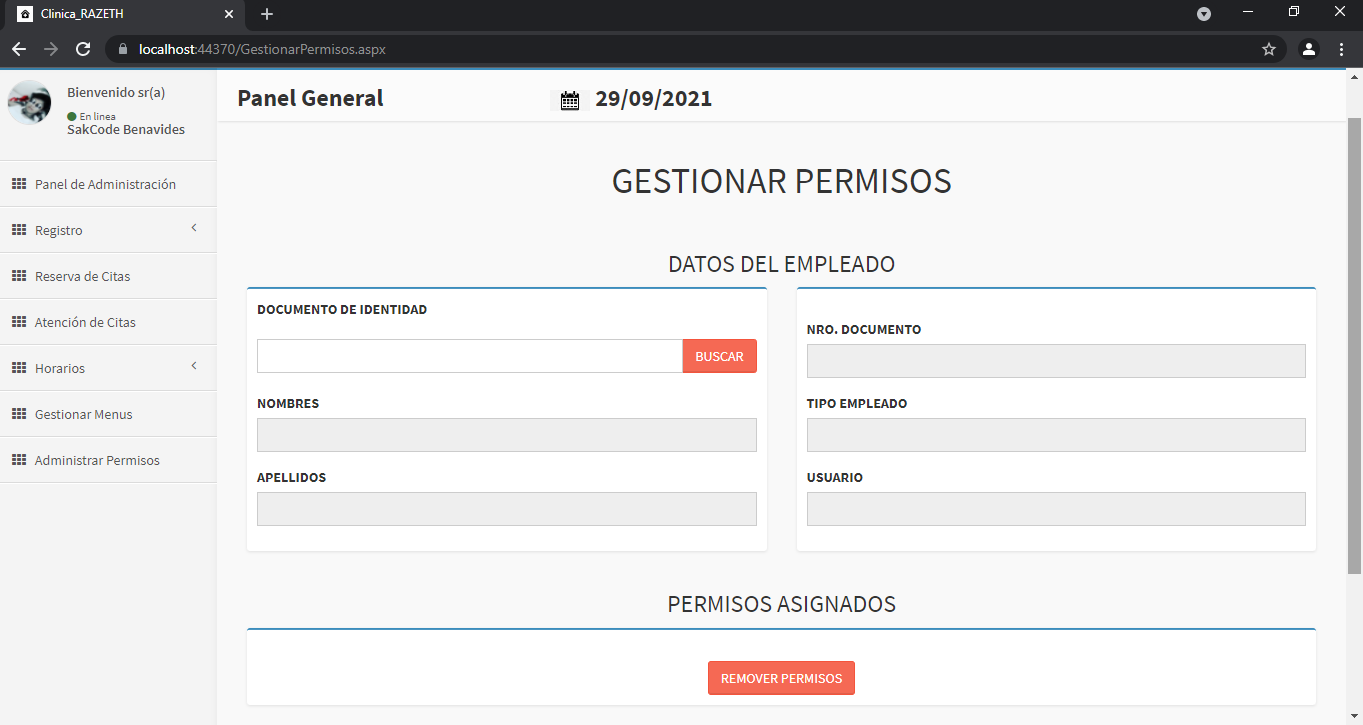 Clinica_RAZETH
localhost:44370/GestionarPermisos.aspx
Bienvenido sr(a)
En linea
SakCode Benavides
Panel de Administración
Registro
Reserva de Citas
Atención de Citas
Horarios
Gestionar Menus
Administrar Permisos
Panel General
29/09/2021
GESTIONAR PERMISOS
DATOS DEL EMPLEADO
DOCUMENTO DE IDENTIDAD
BUSCAR
NOMBRES
APELLIDOS
NRO. DOCUMENTO
TIPO EMPLEADO
USUARIO
PERMISOS ASIGNADOS
REMOVER PERMISOS